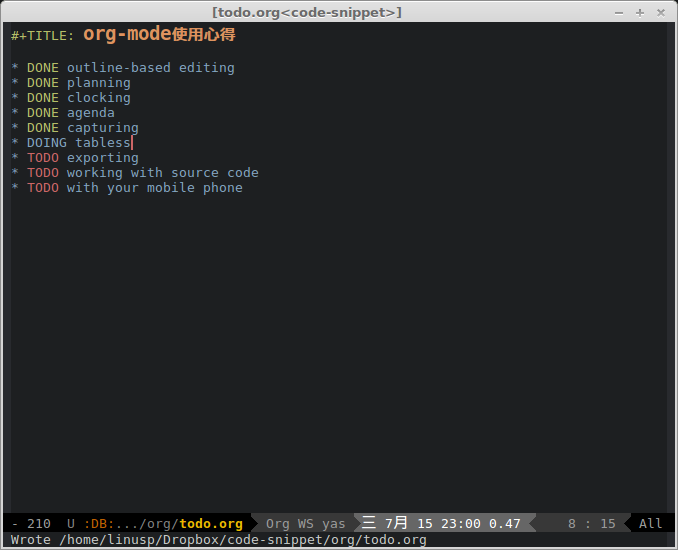 [todo.org<code-snippet>]
#+TITLE: org-mode使用心得
* DONE outline-based editing
* DONE planning
* DONE clocking
* DONE agenda
* DONE capturing
* DOING tabless
* TODO exporting
* TODO working with source code
* TODO with your mobile phone
- 210 U :DB:.../org/todo.org Org WS yas 三 7月 15 23:00 0.47 8 : 15 All
Wrote /home/linusp/Dropbox/code-snippet/org/todo.org